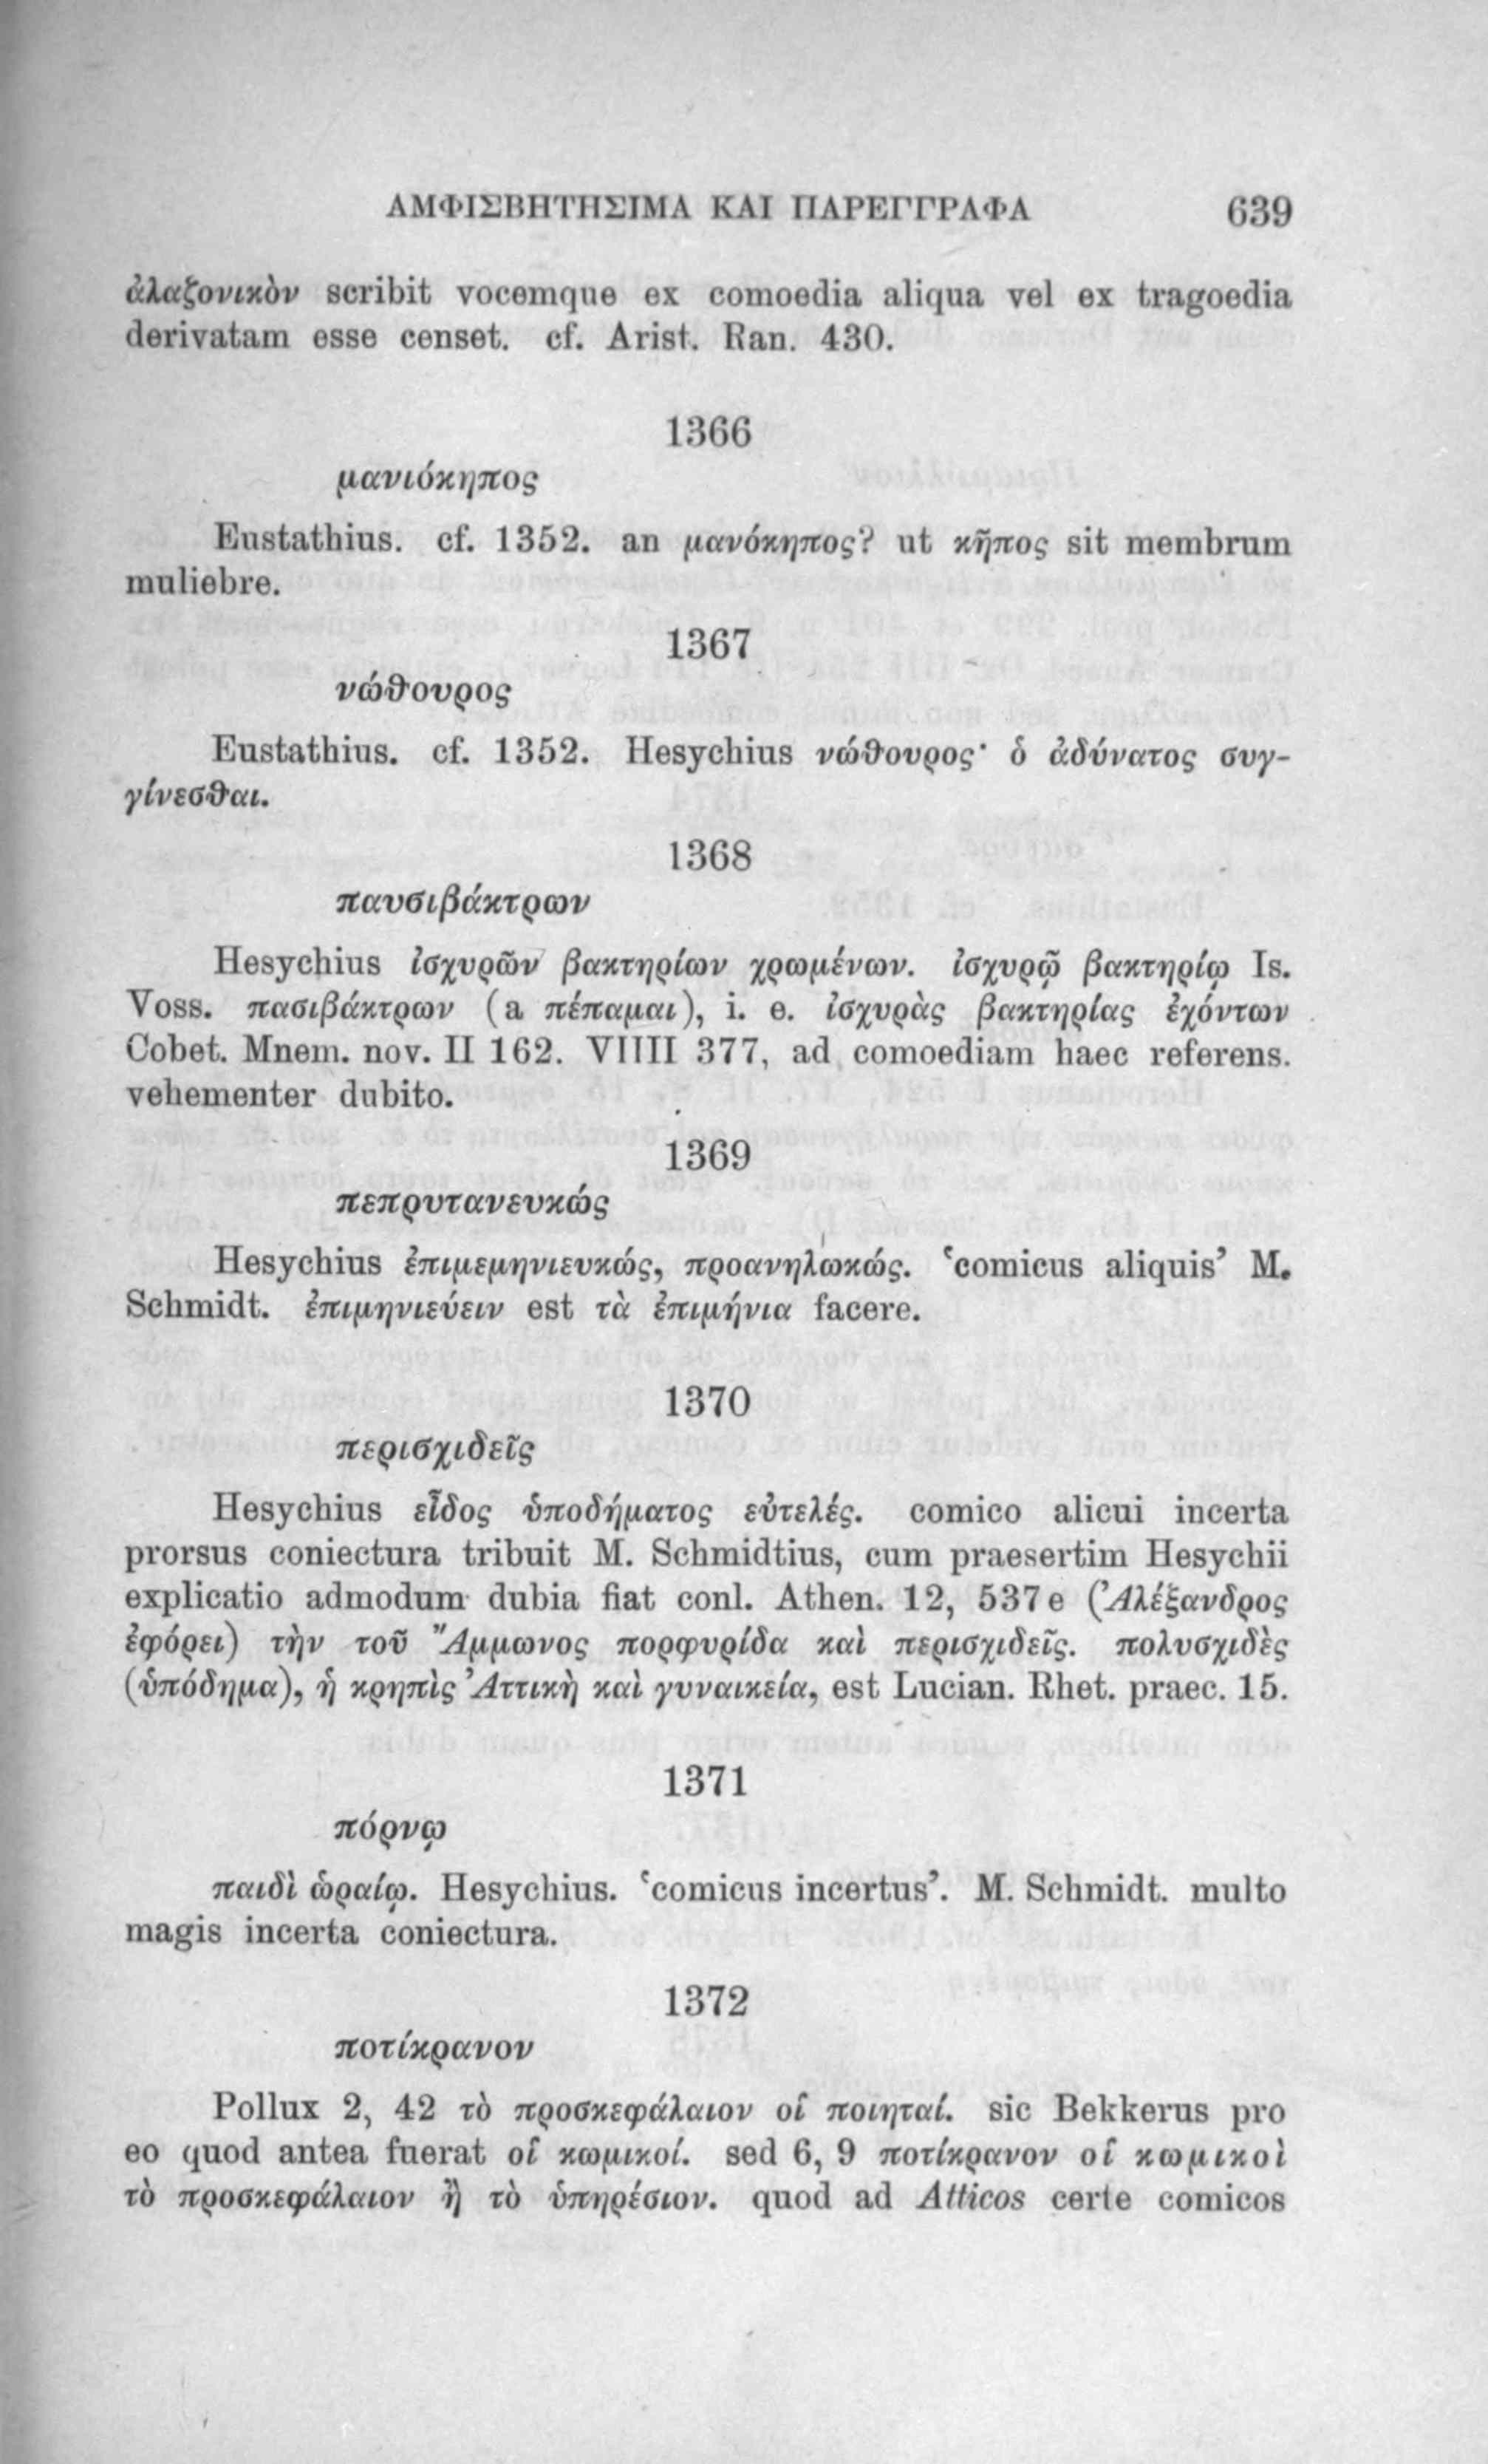 ΑΜΦΙΣΒΗΤΗΣΙΜΑ ΚΑΙ ΠΑΡΕΓΓΡΑΦΑ 639
ἀλαζονικὸν scribit vocemque ex comoedia aliqua vel ex tragoedia
derivatam esse censet. cf. Arist. Ran. 430.
1366
μανιόκηπος
Eustathius. cf. 1352. an μανόκηπος? ut κῆπος sit membrum
muliebre.
1367
νώθουρος
Eustathius. cf. 1352. Hesychius νώθουρος· ὁ ἀδύνατος συγ-
γίνεσθαι.
1368
παυσιβάκτρων
Hesychius ἰσχυρῶν βακτηρίων χρωμένων. ἰσχυρῷ βακτηρίῳ Is.
Voss. πασιβάκτρων (a πέπαμαι), i. e. ἰσχυρὰς βακτηρίας ἐχόντων
Cobet. Mnem. nov. II 162. VIIII 377, ad comoediam haec referens.
vehementer dubito.
1369
πεπρυτανευκώς
Hesychius ἐπιμεμηνιευκώς, προανηλωκώς. ‘comicus aliquis’ M.
Schmidt. ἐπιμηνιεύειν est τὰ ἐπιμήνια facere.
1370
περισχιδεῖς
Hesychius εἶδος ὑποδήματος εὐτελές. comico alicui incerta
prorsus coniectura tribuit M. Schmidtius, cum praesertim Hesychii
explicatio admodum dubia fiat conl. Athen. 12, 537 e (Ἀλέξανδρος
ἐφόρει) τὴν τοῦ Ἄμμωνος πορφυρίδα καὶ περισχιδεῖς. πολυσχιδὲς
(ὑπόδημα), ἡ κρηπὶς Ἀττικὴ καὶ γυναικεία, est Lucian. Rhet. praec. 15.
1371
πόρνῳ
παιδὶ ὡραίῳ. Hesychius. ‘comicus incertus’. M. Schmidt. multo
magis incerta coniectura.
1372
ποτίκρανον
Pollux 2, 42 τὸ προσκεφάλαιον οἱ ποιηταί. sic Bekkerus pro
eo quod antea fuerat οἱ κωμικοί. sed 6, 9 ποτίκρανον οἱ κωμικοὶ
τὸ προσκεφάλαιον ἢ τὸ ὑπηρέσιον. quod ad Atticos certe comicos